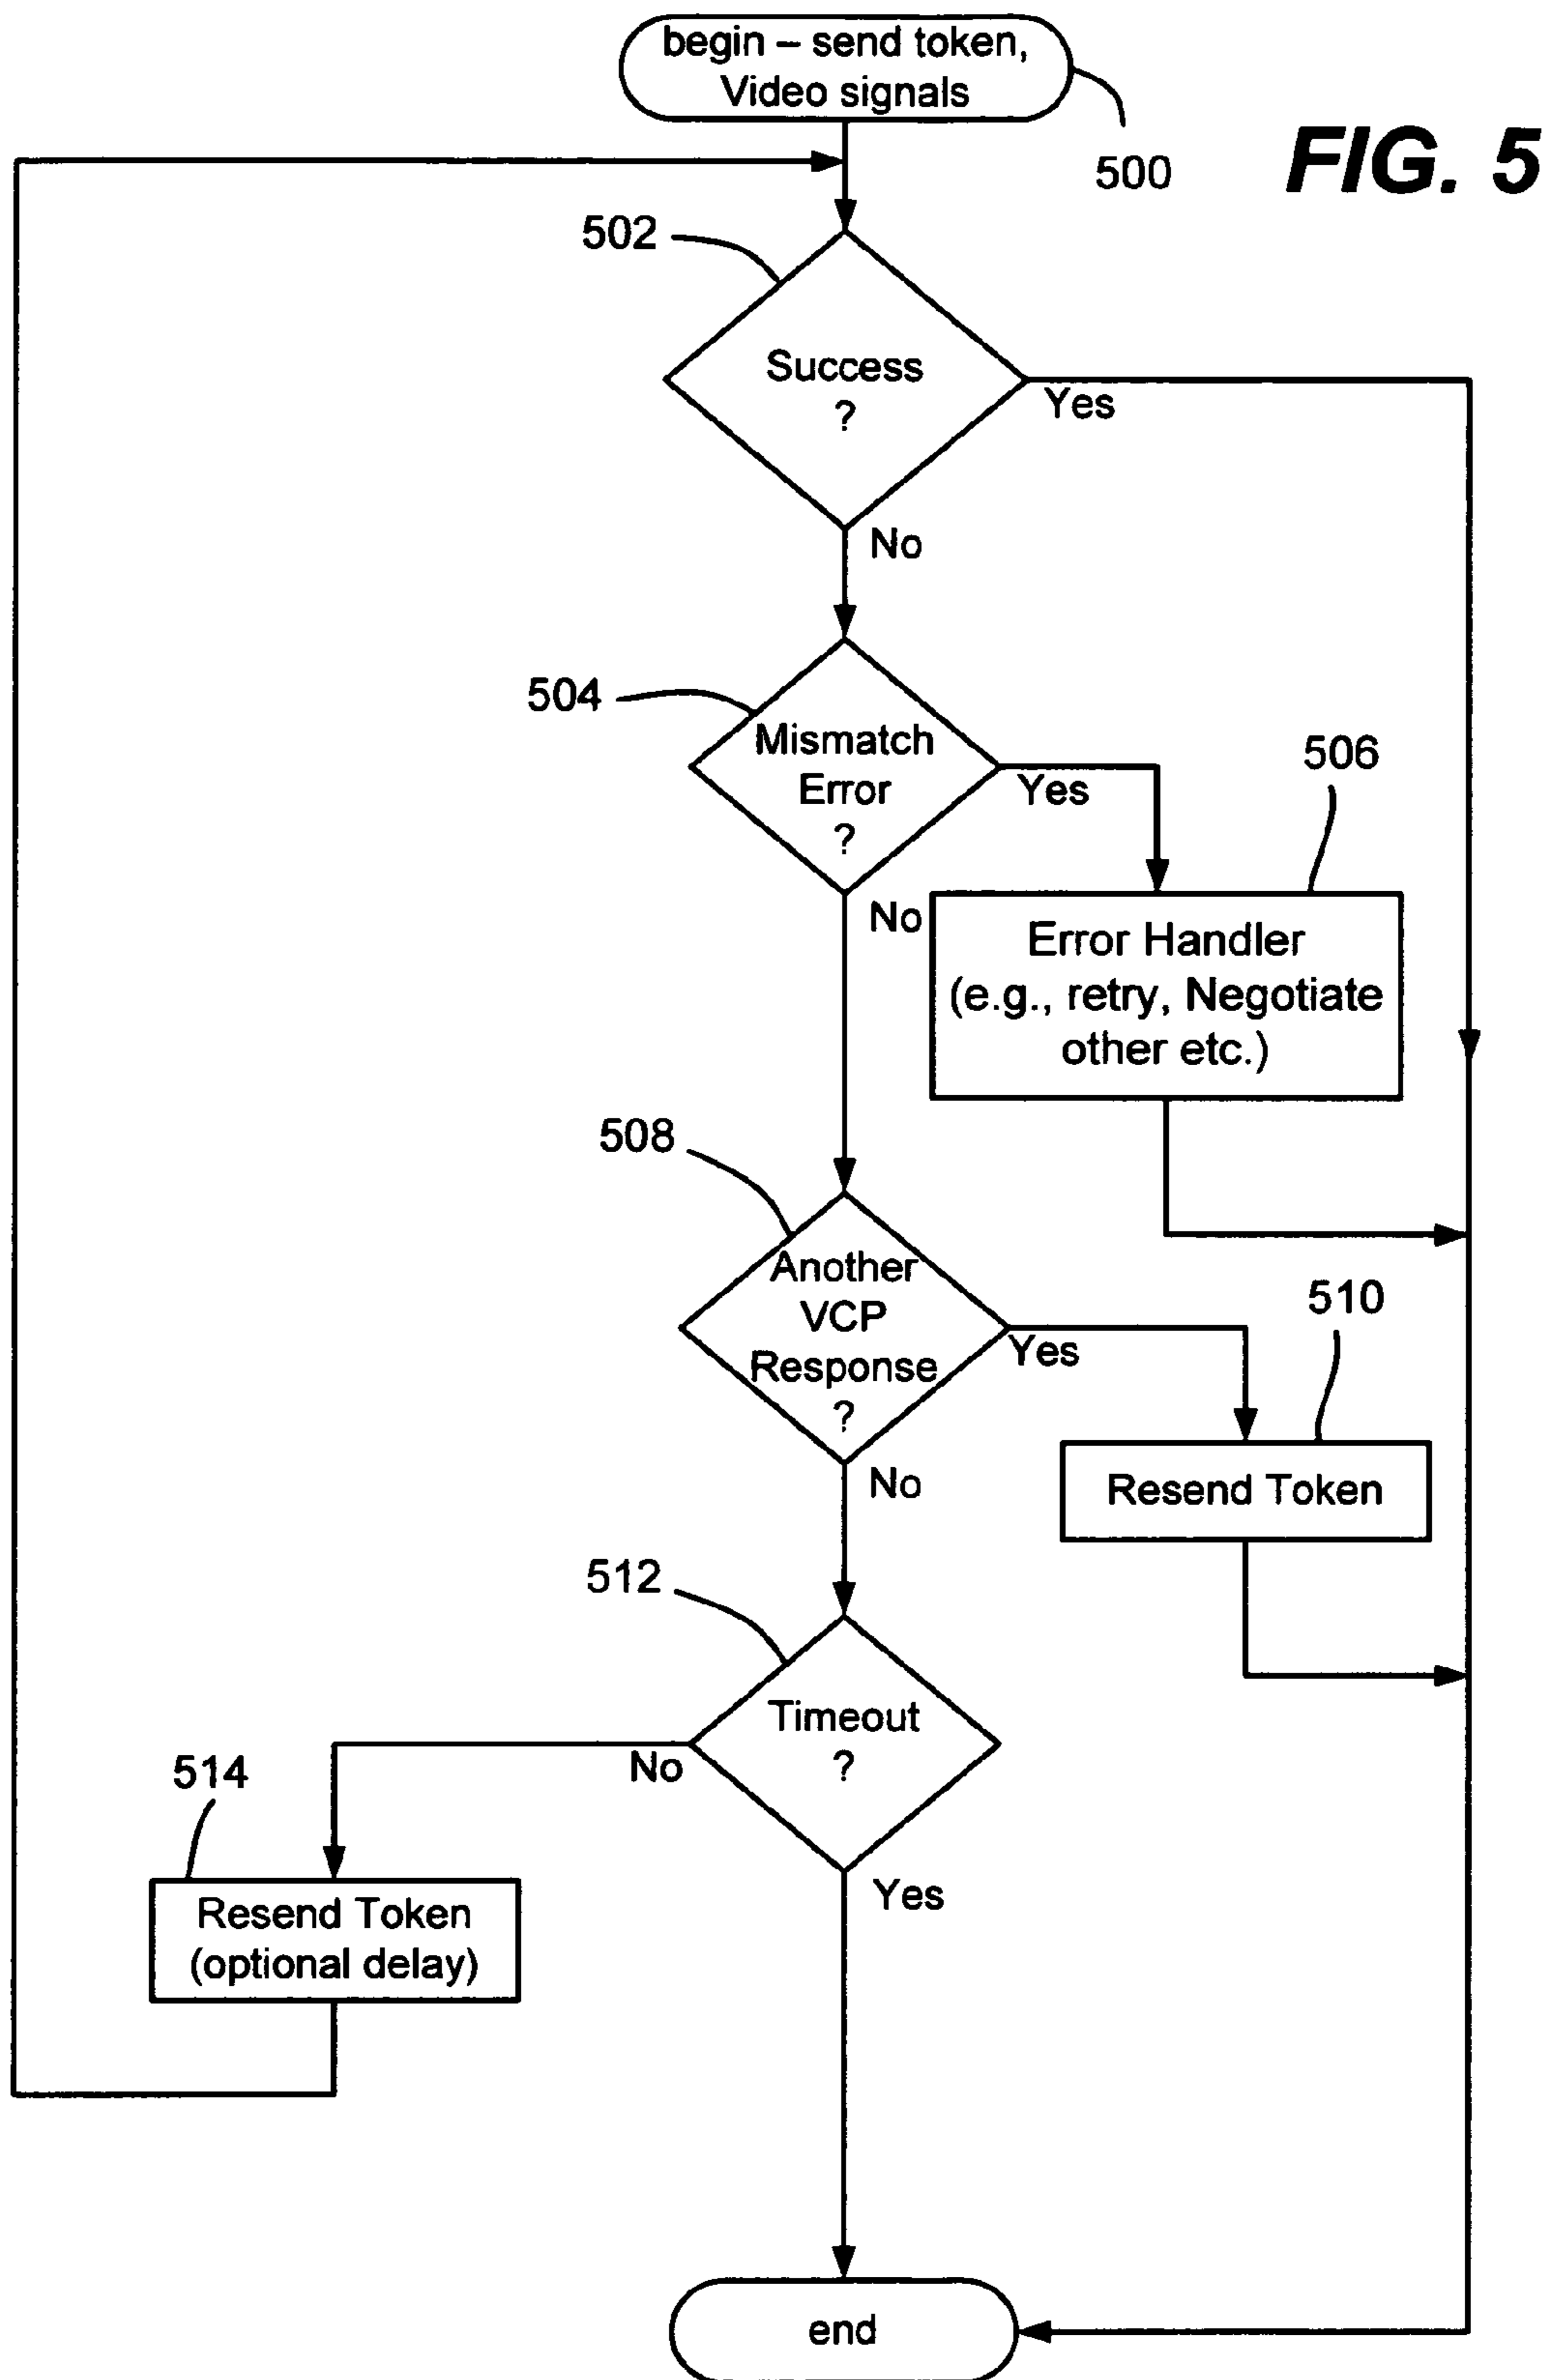 begin – send token,
Video signals
500
FIG. 5
502
Success
?
Yes
No
504
Mismatch
Error
?
Yes
No
506
Error Handler
(e.g., retry, Negotiate
other etc.)
508
Another
VCP
Response
?
Yes
No
510
Resend Token
512
Timeout
?
No
Yes
514
Resend Token
(optional delay)
end